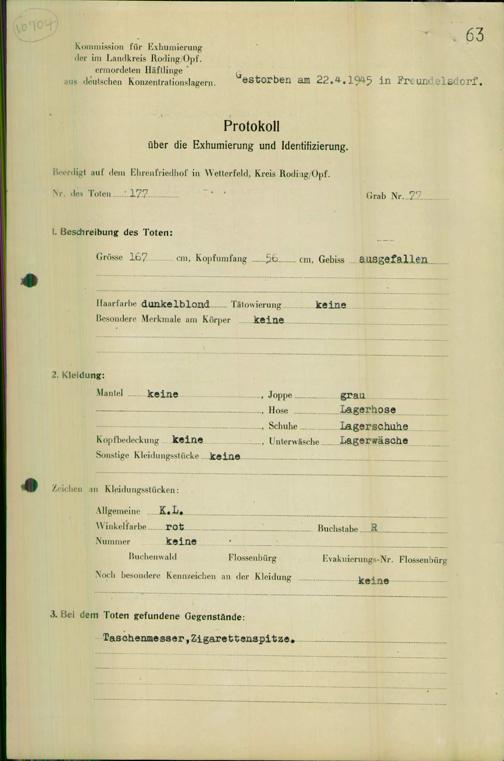 10704
63
Kommission für Exhumierung
der im Landkreis Roding/Opf.
ermordeten Häftlinge
aus deutschen Konzentrationslagern.
Gestorben am 22.4.1945 in Freundelsdorf.
Protokoll
über die Exhumierung und Identifizierung.
Beerdigt auf dem Ehrenfriedhof in Wetterfeld, Kreis Roding/Opf.
Nr. des Toten 177 Grab Nr. 77
1. Beschreibung des Toten:
Grösse 167 cm, Kopfumfang 56 cm, Gebiss ausgefallen
Haarfarbe dunkelblond Tätowierung keine
Besondere Merkmale am Körper keine
2. Kleidung:
Mantel keine , Joppe grau
, Hose Lagerhose
, Schuhe Lagerschuhe
Kopfbedeckung keine , Unterwäsche Lagerwäsche
Sonstige Kleidungsstücke keine
Zeichen an Kleidungsstücken:
Allgemeine K.L.
Winkelfarbe rot Buchstabe R
Nummer keine
Buchenwald Flossenbürg Evakuierungs-Nr. Flossenbürg
Noch besondere Kennzeichen an der Kleidung keine
3. Bei dem Toten gefundene Gegenstände:
Taschenmesser,Zigarettenspitze.